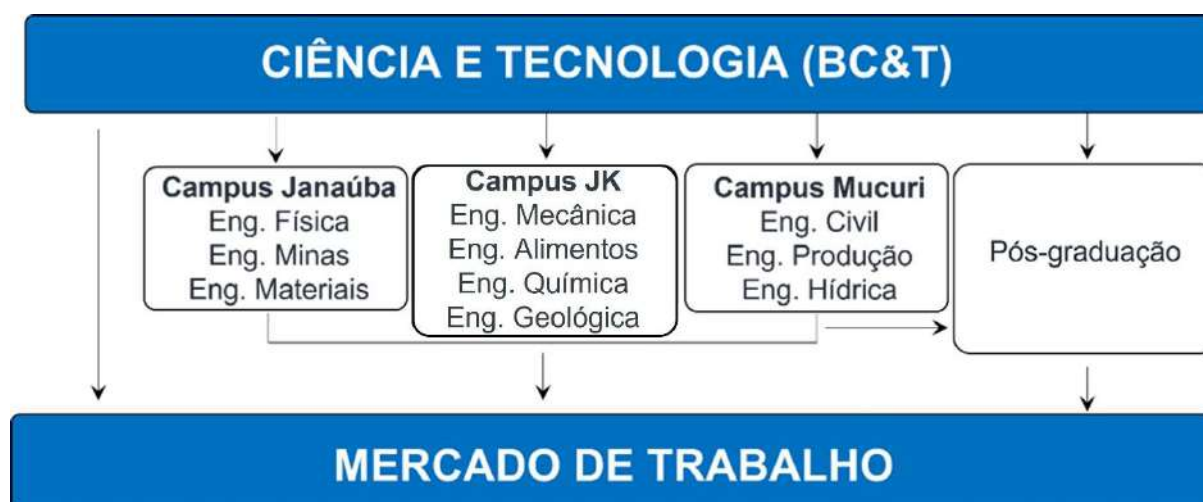 CIÊNCIA E TECNOLOGIA (BC&T)
Campus Janaúba
Eng. Física
Eng. Minas
Eng. Materiais
Campus JK
Eng. Mecânica
Eng. Alimentos
Eng. Química
Eng. Geológica
Campus Mucuri
Eng. Civil
Eng. Produção
Eng. Hídrica
Pós-graduação
MERCADO DE TRABALHO